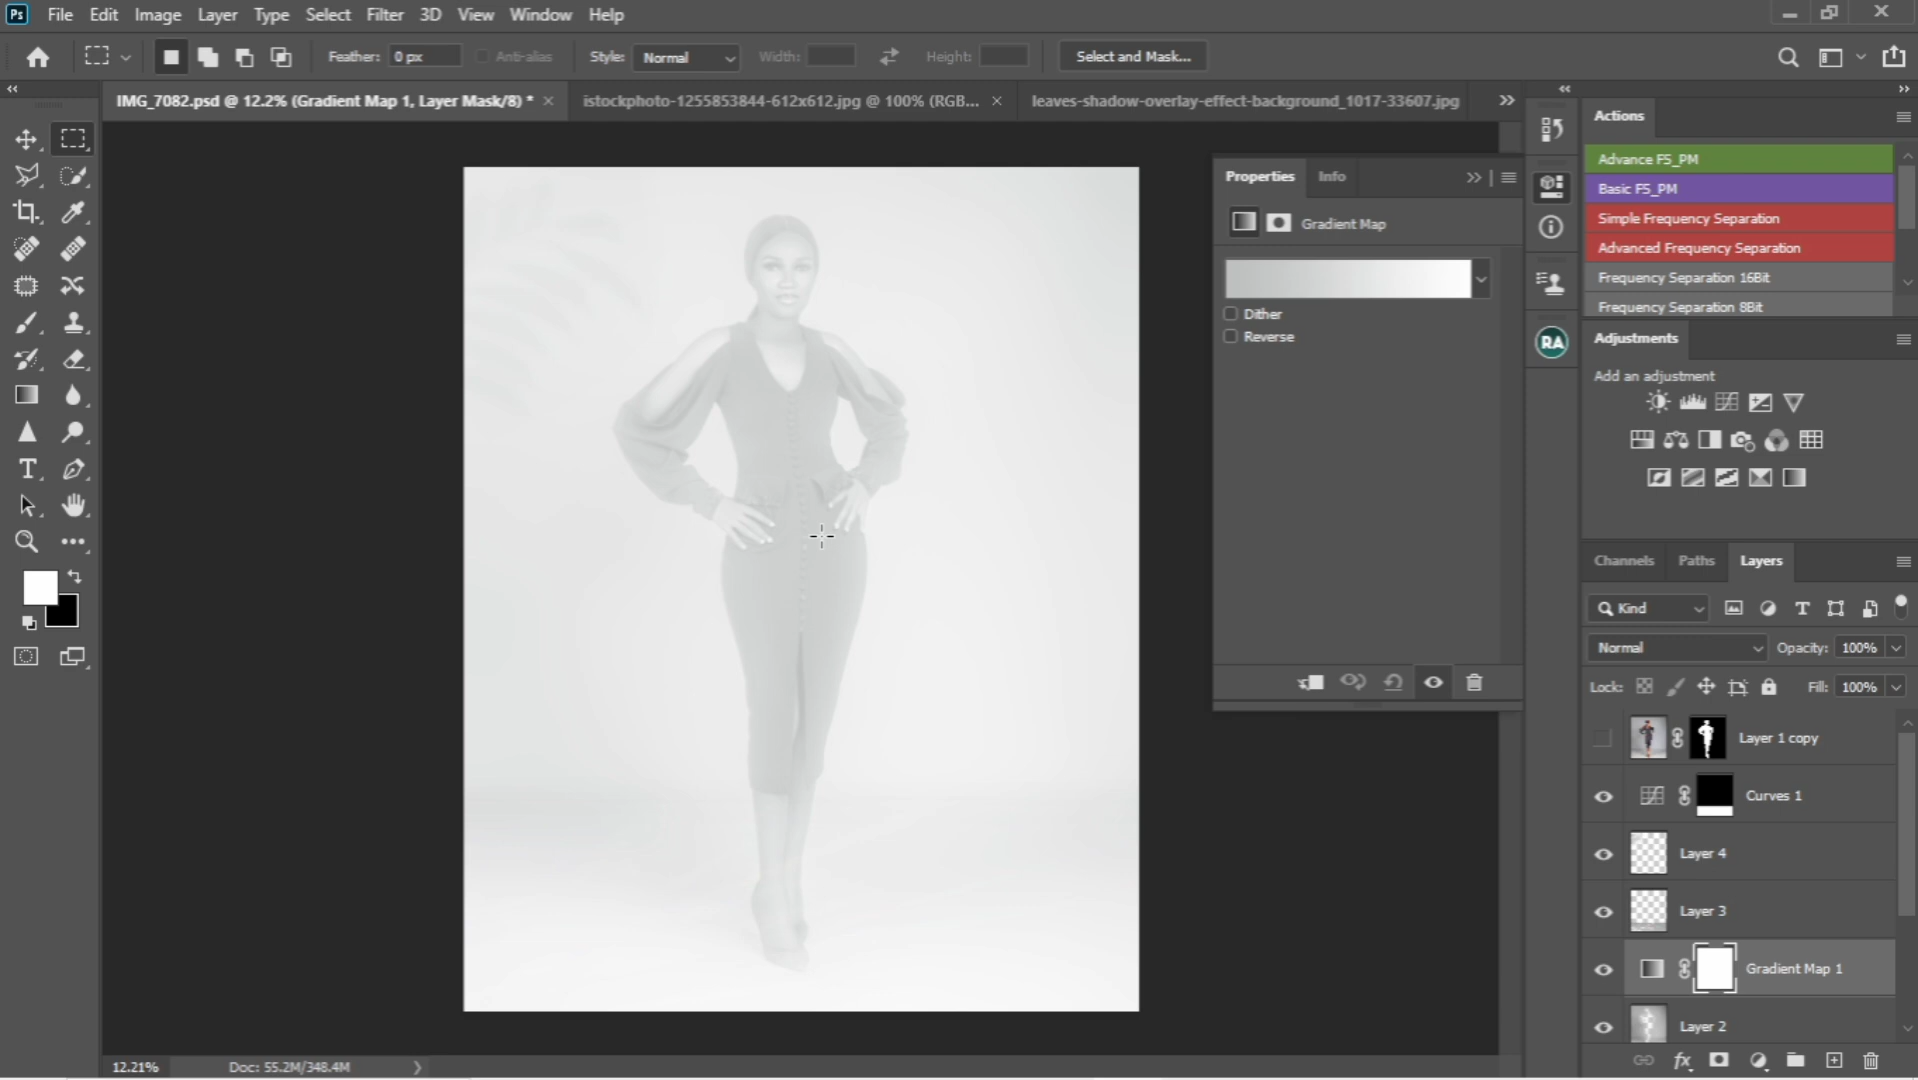 Ps File Edit Image Layer Type Select Filter 3D View Window Help
Feather: 0 px Anti-alias Style: Normal Width: Height: Select and Mask...
IMG_7082.psd @ 12.2% (Gradient Map 1, Layer Mask/8) * × istockphoto-1255853844-612x612.jpg @ 100% (RGB... × leaves-shadow-overlay-effect-background_1017-33607.jpg
Properties Info
Gradient Map
Dither
Reverse
RA
Actions
Advance FS_PM
Basic FS_PM
Simple Frequency Separation
Advanced Frequency Separation
Frequency Separation 16Bit
Frequency Separation 8Bit
Adjustments
Add an adjustment
Channels Paths Layers
Kind
Normal Opacity: 100%
Lock: Fill: 100%
Layer 1 copy
Curves 1
Layer 4
Layer 3
Gradient Map 1
Layer 2
fx
12.21% Doc: 55.2M/348.4M